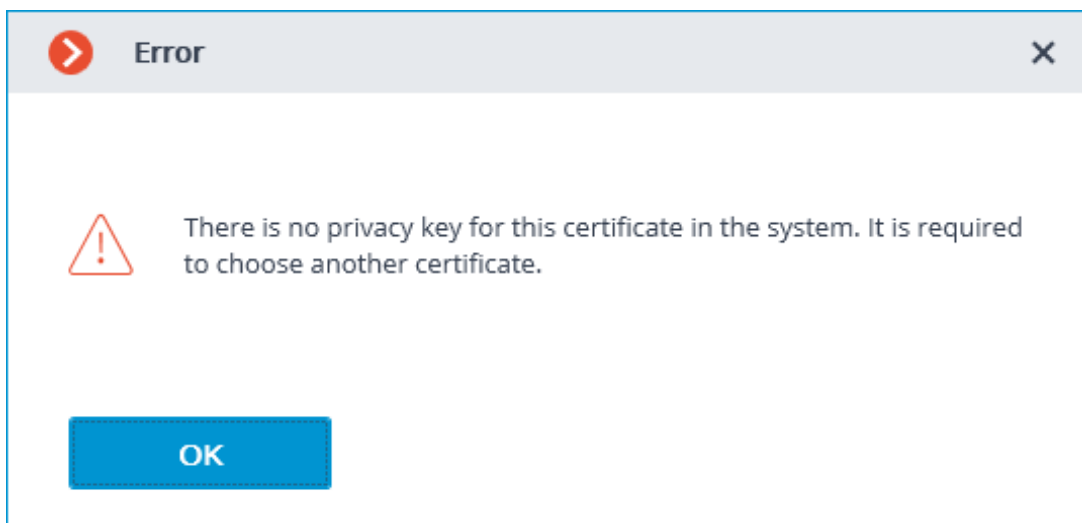 Error
There is no privacy key for this certificate in the system. It is required
to choose another certificate.
OK